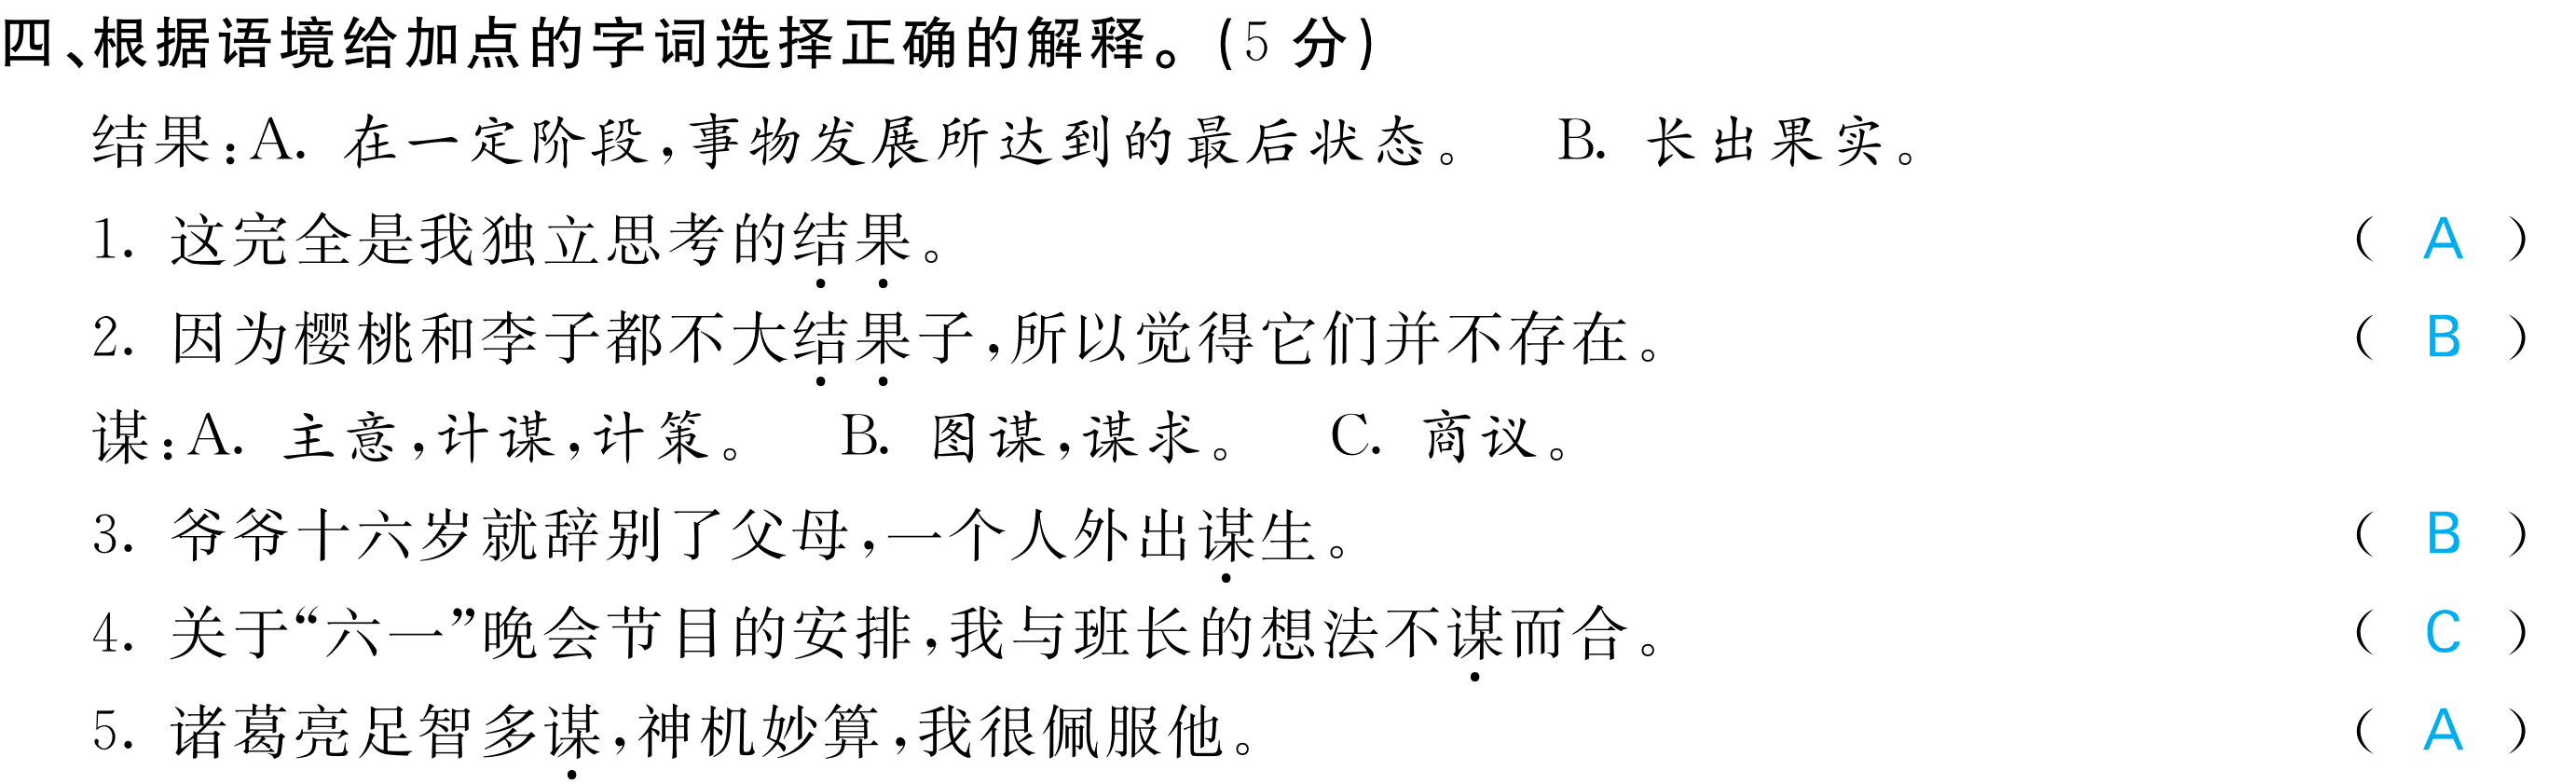 四、根据语境给加点的字词选择正确的解释。(5 分)
结果:A. 在一定阶段,事物发展所达到的最后状态。 B. 长出果实。
1. 这完全是我独立思考的结果。 ( A )
2. 因为樱桃和李子都不大结果子,所以觉得它们并不存在。 ( B )
谋:A. 主意,计谋,计策。 B. 图谋,谋求。 C. 商议。
3. 爷爷十六岁就辞别了父母,一个人外出谋生。 ( B )
4. 关于“六一”晚会节目的安排,我与班长的想法不谋而合。 ( C )
5. 诸葛亮足智多谋,神机妙算,我很佩服他。 ( A )